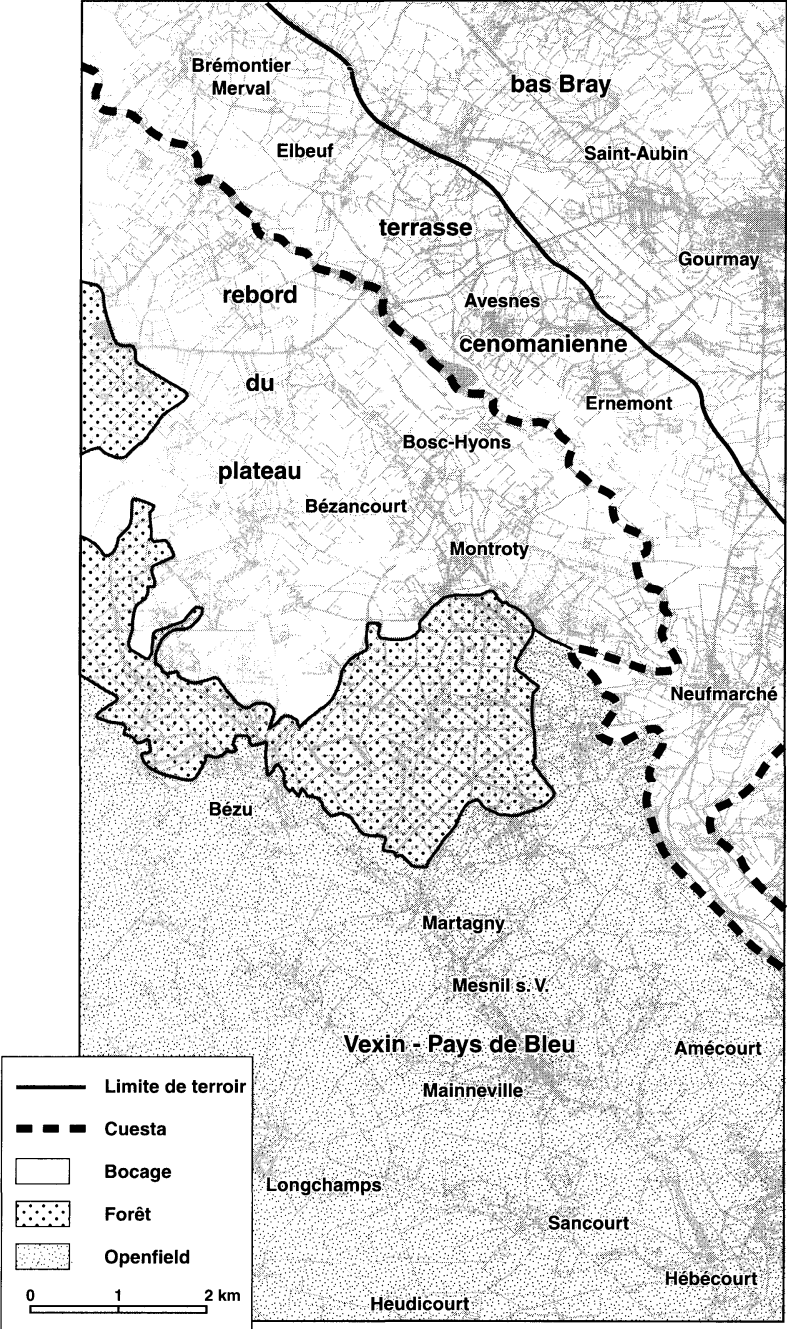 Brémontier
Merval
bas Bray
Elbeuf
Saint-Aubin
terrasse
Gourmay
rebord
Avesnes
cenomanienne
du
Ernemont
Bosc-Hyons
plateau
Bézancourt
Montroty
Neufmarché
Bézu
Martagny
Mesnil s. V.
Vexin - Pays de Bleu
Amécourt
Mainneville
Longchamps
Sancourt
Hébécourt
Heudicourt
Limite de terroir
Cuesta
Bocage
Forêt
Openfield
0 1 2 km